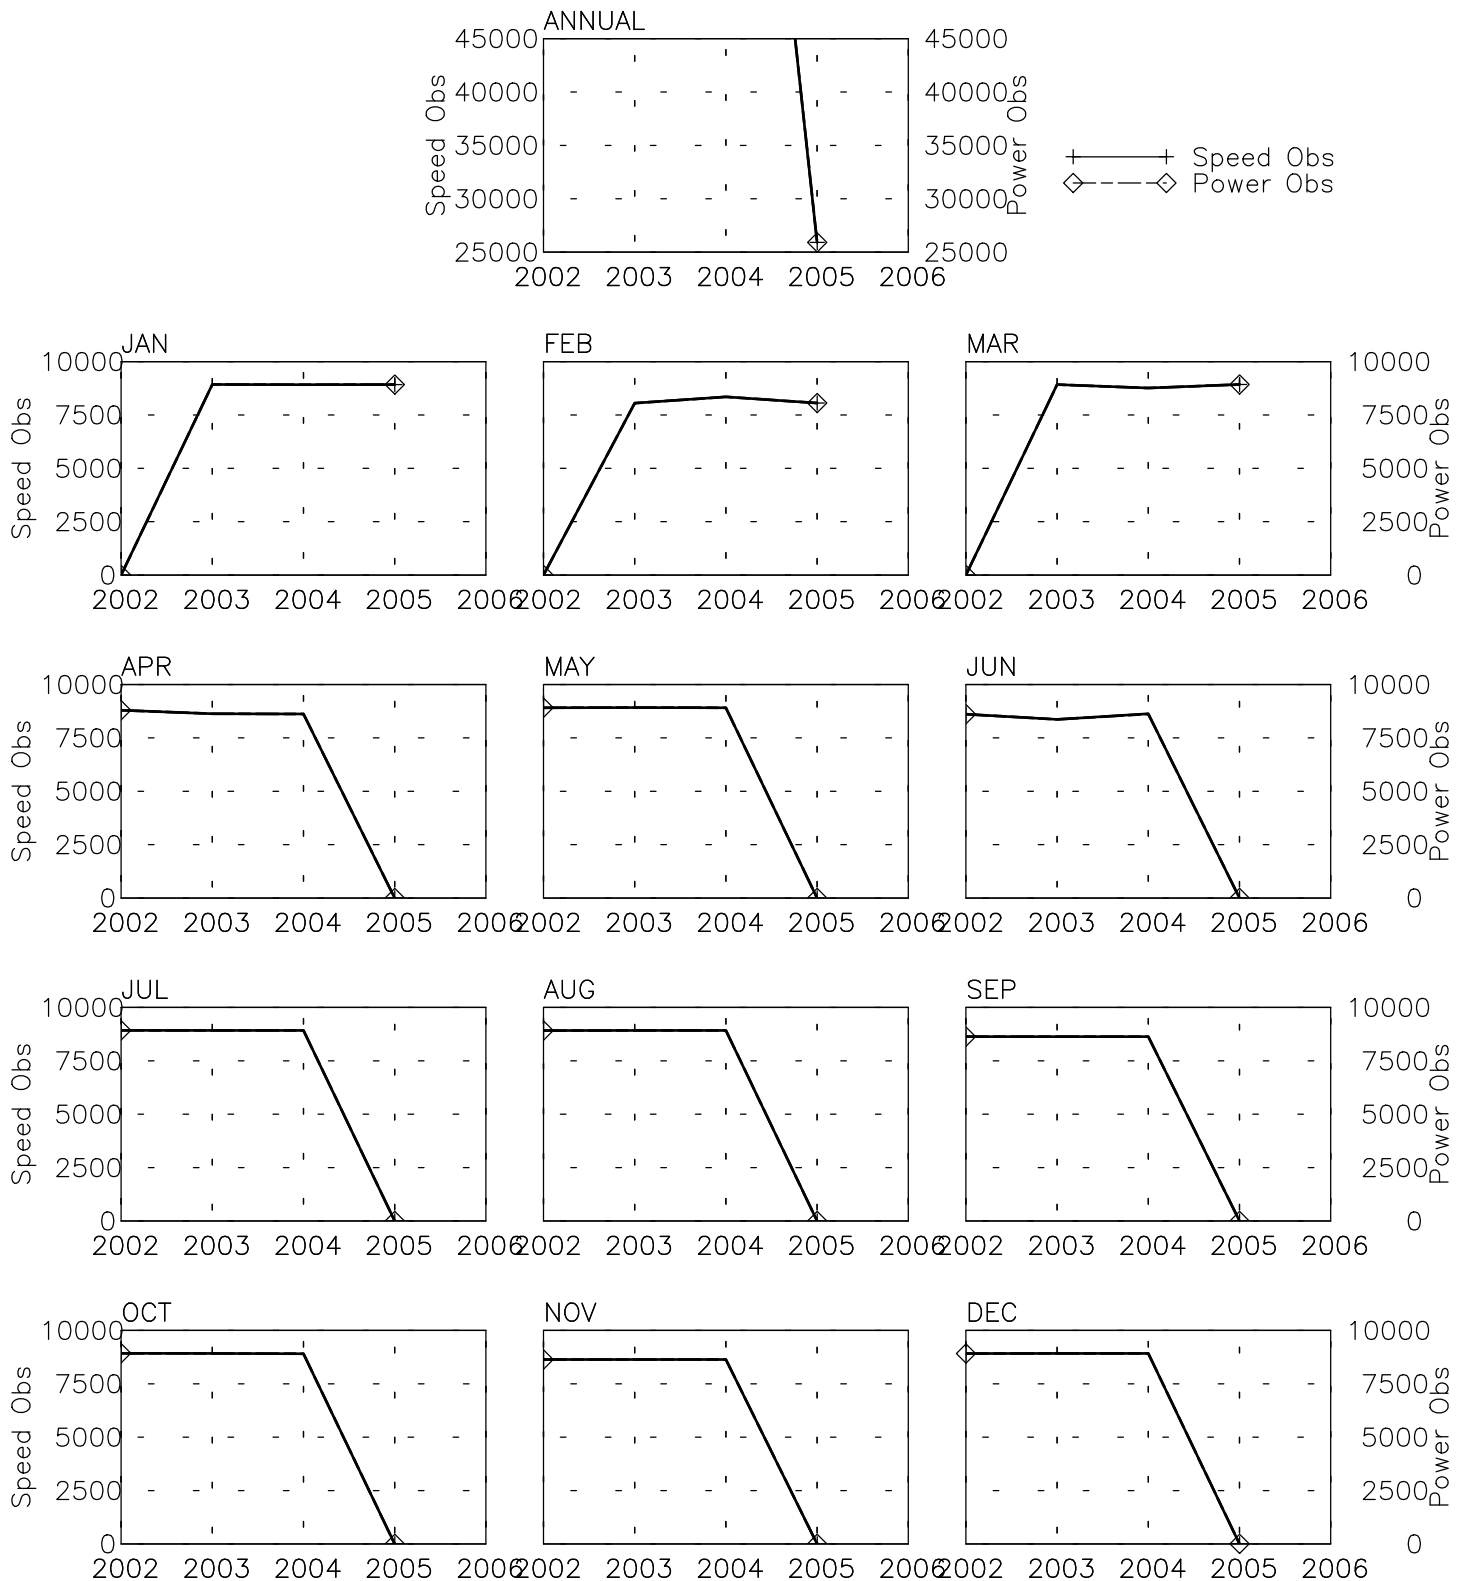 ANNUAL
45000 45000
40000 40000
35000 35000
30000 30000
25000 25000
Speed Obs
Power Obs
2002 2003 2004 2005 2006
Speed Obs
Power Obs
JAN FEB MAR
10000 10000
7500 7500
5000 5000
2500 2500
0 0
Speed Obs
Power Obs
2002 2003 2004 2005 2006 2002 2003 2004 2005 2006 2002 2003 2004 2005 2006
APR MAY JUN
10000 10000
7500 7500
5000 5000
2500 2500
0 0
Speed Obs
Power Obs
2002 2003 2004 2005 2006 2002 2003 2004 2005 2006 2002 2003 2004 2005 2006
JUL AUG SEP
10000 10000
7500 7500
5000 5000
2500 2500
0 0
Speed Obs
Power Obs
2002 2003 2004 2005 2006 2002 2003 2004 2005 2006 2002 2003 2004 2005 2006
OCT NOV DEC
10000 10000
7500 7500
5000 5000
2500 2500
0 0
Speed Obs
Power Obs
2002 2003 2004 2005 2006 2002 2003 2004 2005 2006 2002 2003 2004 2005 2006